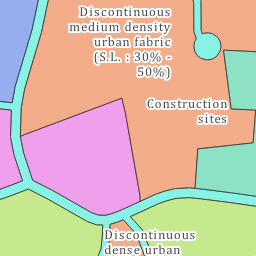 Discontinuous
medium density
urban fabric
(S.L. : 30% -
50%)
Construction
sites
Discontinuous
dense urban